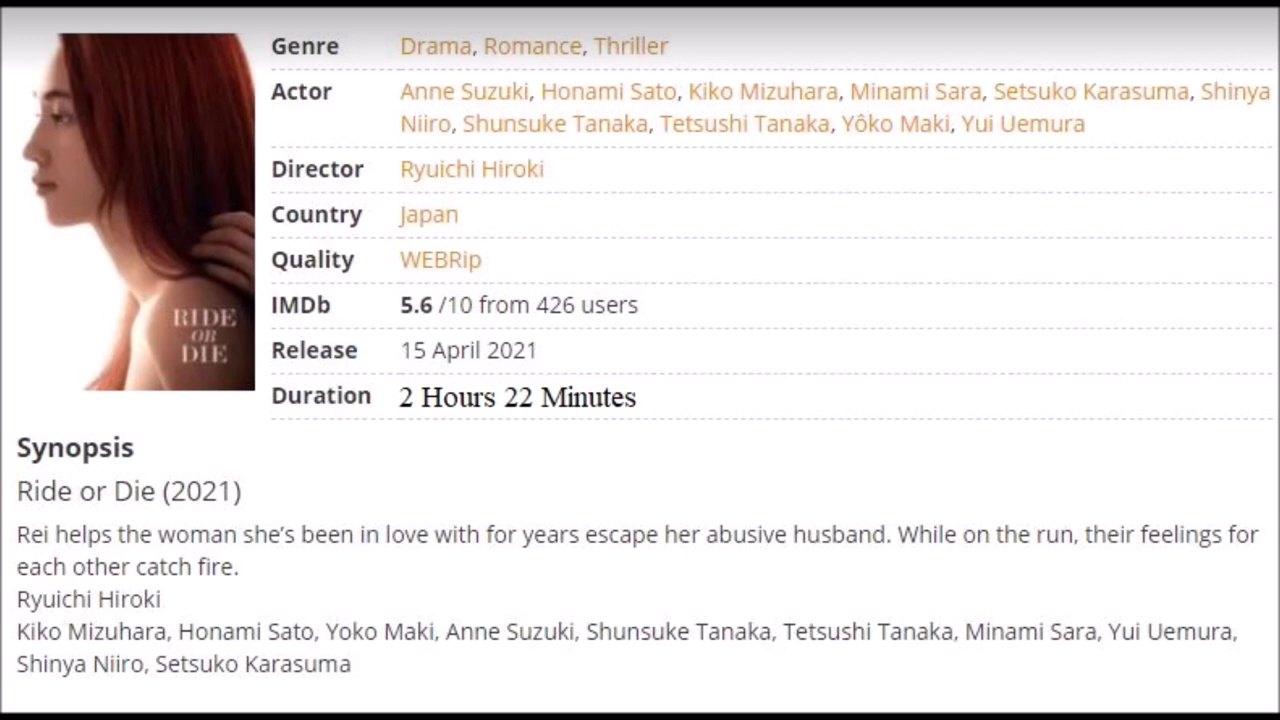 RIDE
OR
DIE
Genre Drama, Romance, Thriller
Actor Anne Suzuki, Honami Sato, Kiko Mizuhara, Minami Sara, Setsuko Karasuma, Shinya
Niiro, Shunsuke Tanaka, Tetsushi Tanaka, Yôko Maki, Yui Uemura
Director Ryuichi Hiroki
Country Japan
Quality WEBRip
IMDb 5.6 /10 from 426 users
Release 15 April 2021
Duration 2 Hours 22 Minutes
Synopsis
Ride or Die (2021)
Rei helps the woman she’s been in love with for years escape her abusive husband. While on the run, their feelings for
each other catch fire.
Ryuichi Hiroki
Kiko Mizuhara, Honami Sato, Yoko Maki, Anne Suzuki, Shunsuke Tanaka, Tetsushi Tanaka, Minami Sara, Yui Uemura,
Shinya Niiro, Setsuko Karasuma